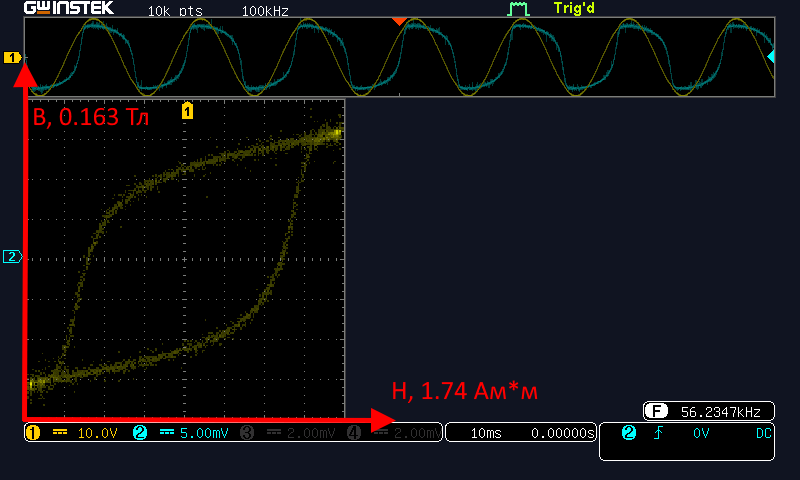 GWINSTEK 10k pts 100kHz Trig'd
1
B, 0.163 Тл
1
2
H, 1.74 Ам*м
F 56.2347kHz
1 10.0V 2 5.00mV 3 2.00mV 4 2.00mV 10ms 0.00000s 2 0V DC